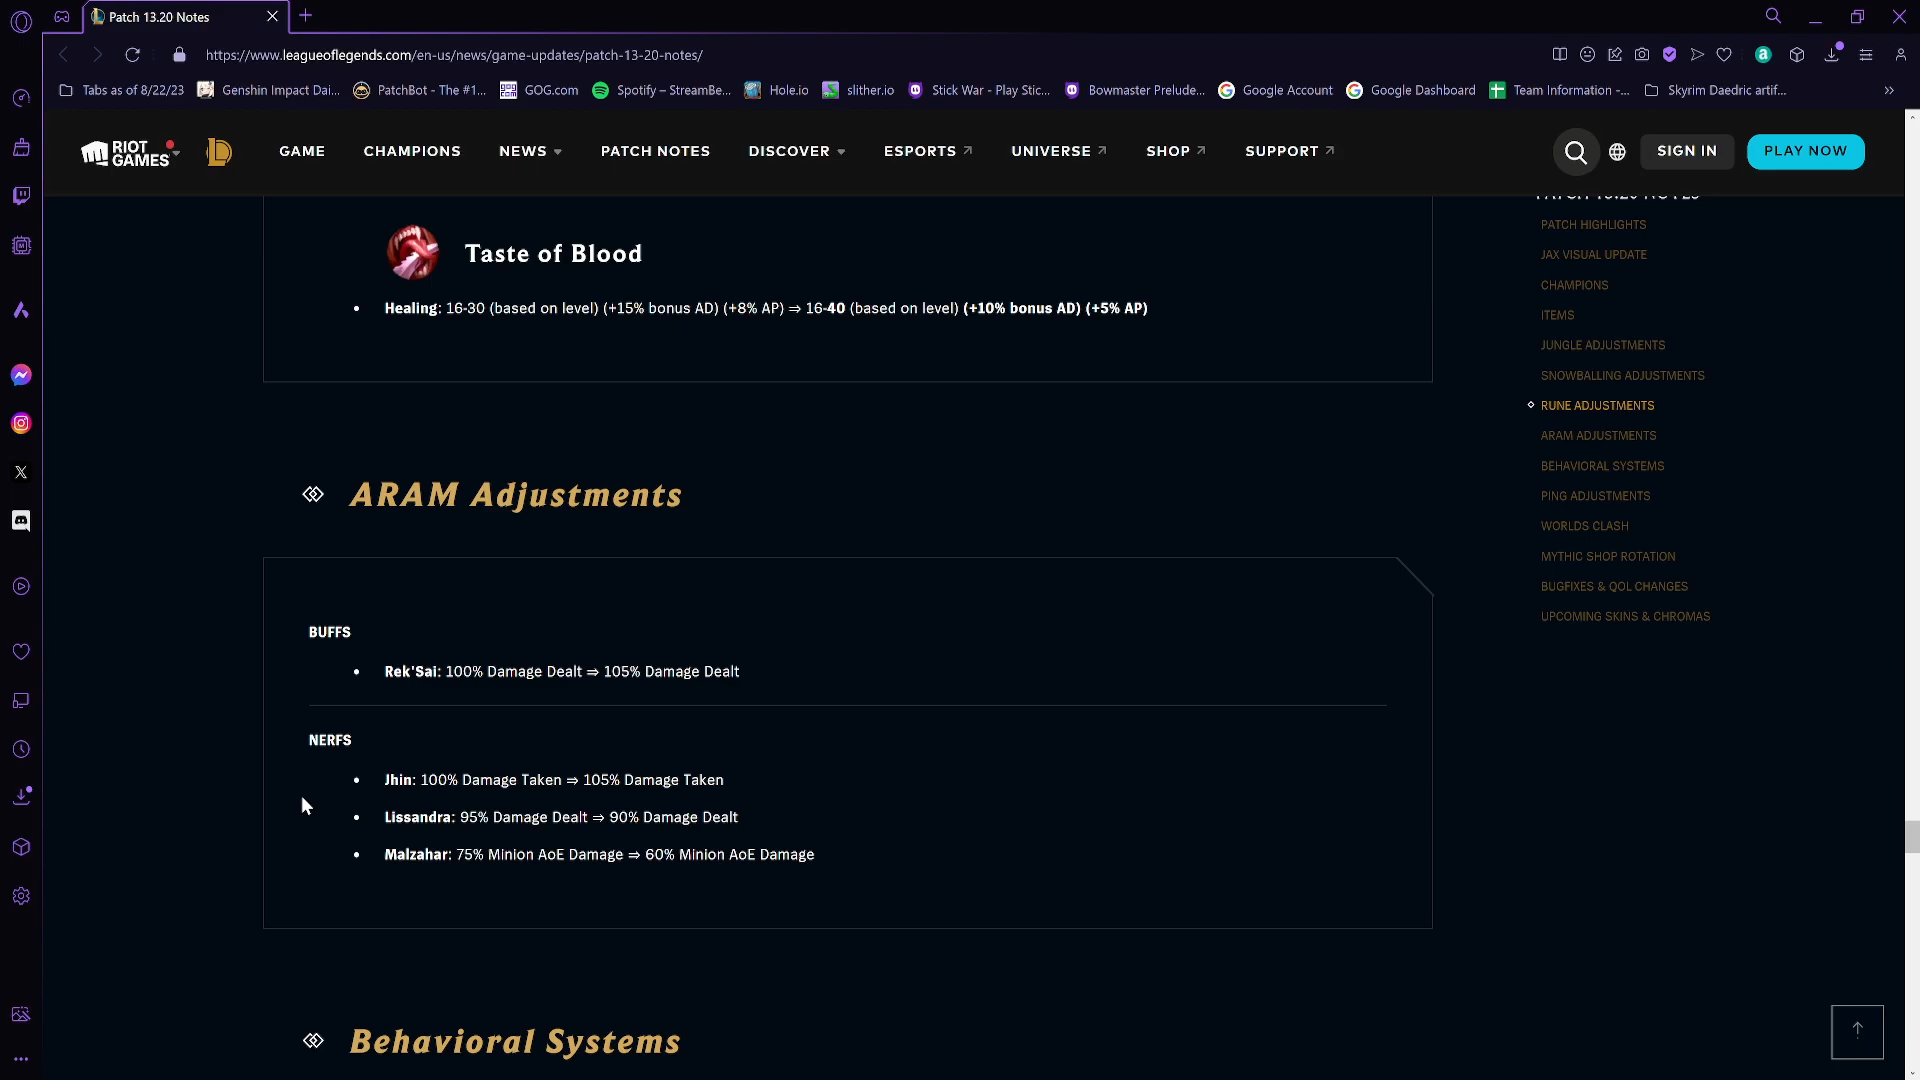 Patch 13.20 Notes
https://www.leagueoflegends.com/en-us/news/game-updates/patch-13-20-notes/
Tabs as of 8/22/23 Genshin Impact Dai... PatchBot - The #1... GOG.com Spotify – StreamBe... Hole.io slither.io Stick War - Play Stic... Bowmaster Prelude... Google Account Google Dashboard Team Information -... Skyrim Daedric artif...
RIOT GAMES GAME CHAMPIONS NEWS PATCH NOTES DISCOVER ESPORTS UNIVERSE SHOP SUPPORT SIGN IN PLAY NOW
PATCH 13.20 NOTES
PATCH HIGHLIGHTS
JAX VISUAL UPDATE
CHAMPIONS
ITEMS
JUNGLE ADJUSTMENTS
SNOWBALLING ADJUSTMENTS
RUNE ADJUSTMENTS
ARAM ADJUSTMENTS
BEHAVIORAL SYSTEMS
PING ADJUSTMENTS
WORLDS CLASH
MYTHIC SHOP ROTATION
BUGFIXES & QOL CHANGES
UPCOMING SKINS & CHROMAS
Taste of Blood
• Healing: 16-30 (based on level) (+15% bonus AD) (+8% AP) ⇒ 16-40 (based on level) (+10% bonus AD) (+5% AP)
ARAM Adjustments
BUFFS
• Rek'Sai: 100% Damage Dealt ⇒ 105% Damage Dealt
NERFS
• Jhin: 100% Damage Taken ⇒ 105% Damage Taken
• Lissandra: 95% Damage Dealt ⇒ 90% Damage Dealt
• Malzahar: 75% Minion AoE Damage ⇒ 60% Minion AoE Damage
Behavioral Systems